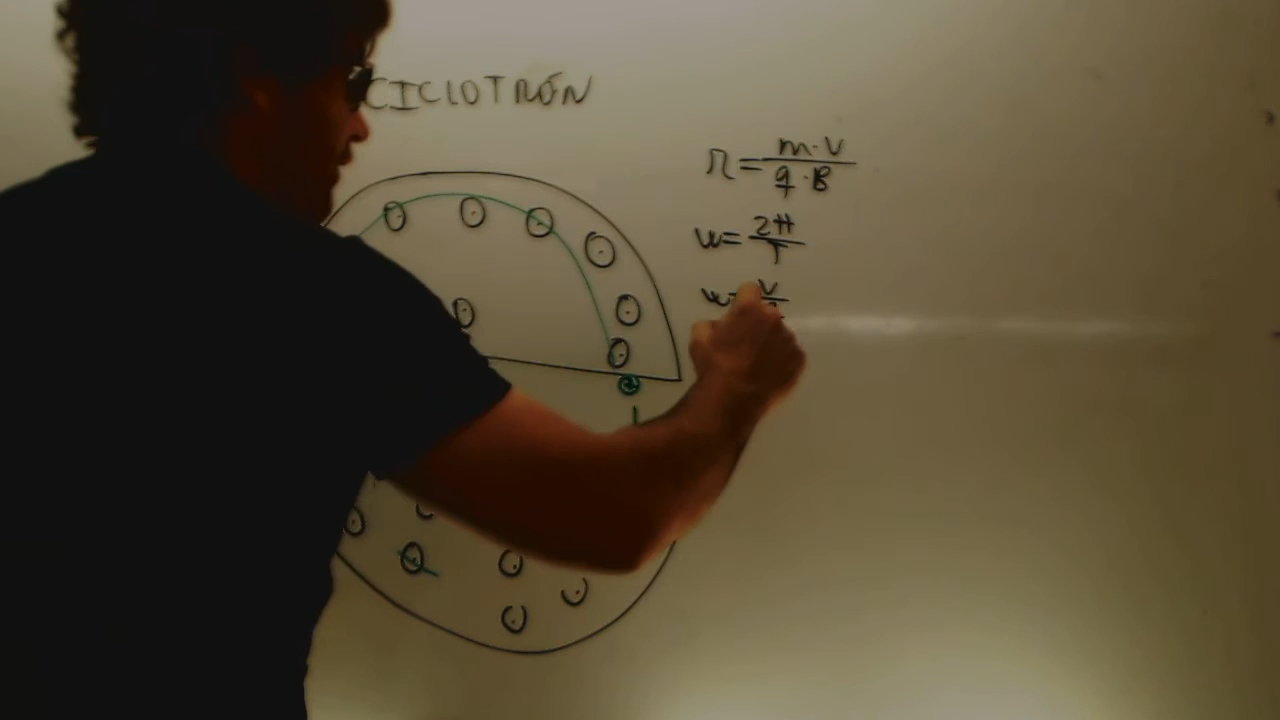 CICLOTRÓN
r = m·v / q·B
w = 2π / T
w = v /